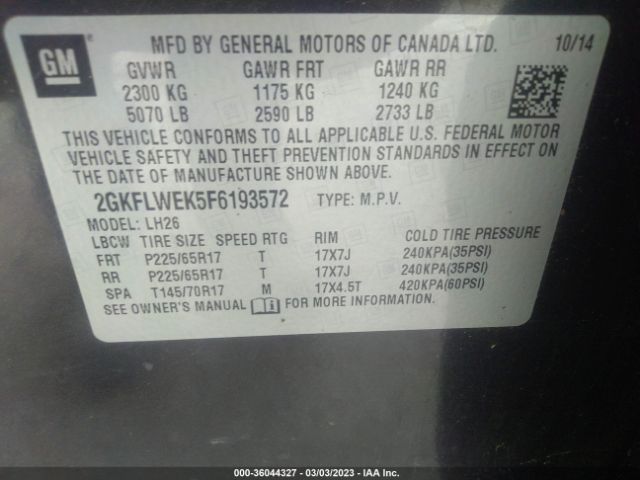 GM
MFD BY GENERAL MOTORS OF CANADA LTD. 10/14
GVWR GAWR FRT GAWR RR
2300 KG 1175 KG 1240 KG
5070 LB 2590 LB 2733 LB
THIS VEHICLE CONFORMS TO ALL APPLICABLE U.S. FEDERAL MOTOR
VEHICLE SAFETY AND THEFT PREVENTION STANDARDS IN EFFECT ON
THE DATE OF MANUFACTURE SHOWN ABOVE.
2GKFLWEK5F6193572 TYPE: M.P.V.
MODEL: LH26
LBCW TIRE SIZE SPEED RTG RIM COLD TIRE PRESSURE
FRT P225/65R17 T 17X7J 240KPA(35PSI)
RR P225/65R17 T 17X7J 240KPA(35PSI)
SPA T145/70R17 M 17X4.5T 420KPA(60PSI)
SEE OWNER'S MANUAL FOR MORE INFORMATION.
000-36044327 - 03/03/2023 - IAA Inc.